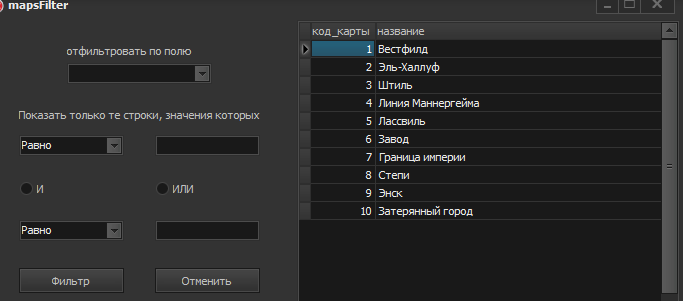 mapsFilter
отфильтровать по полю
Показать только те строки, значения которых
Равно
И
ИЛИ
Равно
Фильтр
Отменить
код_карты название
1 Вестфилд
2 Эль-Халлуф
3 Штиль
4 Линия Маннергейма
5 Лассвиль
6 Завод
7 Граница империи
8 Степи
9 Энск
10 Затерянный город